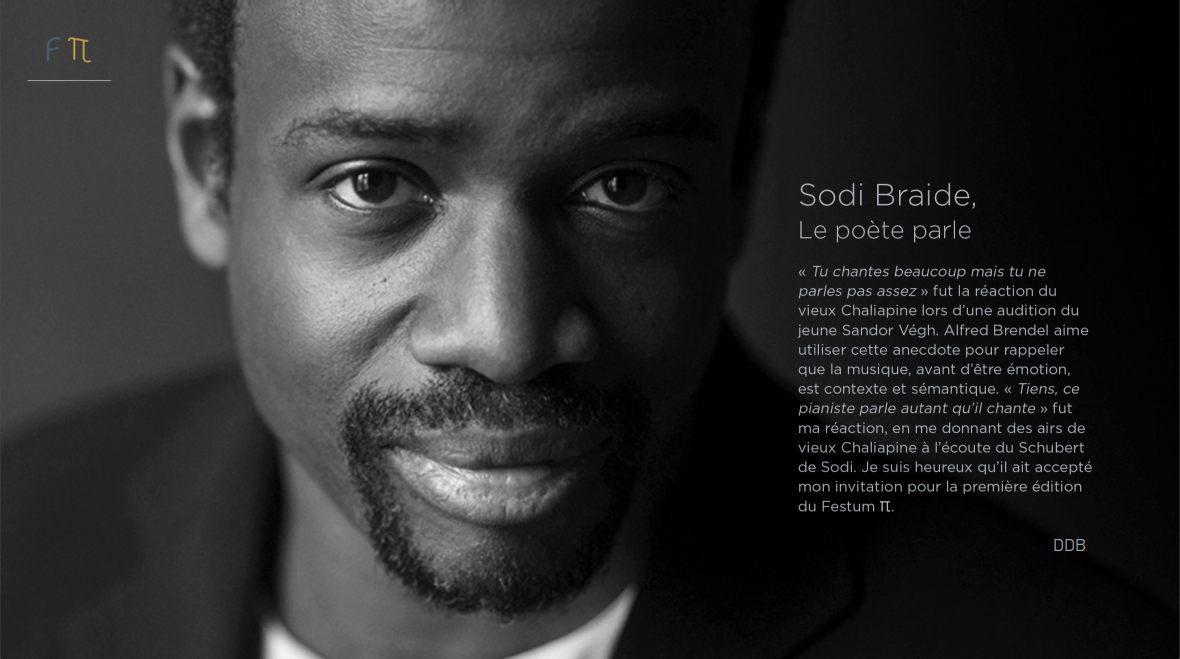 F π
Sodi Braide,
Le poète parle
« Tu chantes beaucoup mais tu ne
parles pas assez » fut la réaction du
vieux Chaliapine lors d’une audition du
jeune Sandor Végh. Alfred Brendel aime
utiliser cette anecdote pour rappeler
que la musique, avant d’être émotion,
est contexte et sémantique. « Tiens, ce
pianiste parle autant qu’il chante » fut
ma réaction, en me donnant des airs de
vieux Chaliapine à l’écoute du Schubert
de Sodi. Je suis heureux qu’il ait accepté
mon invitation pour la première édition
du Festum π.
DDB